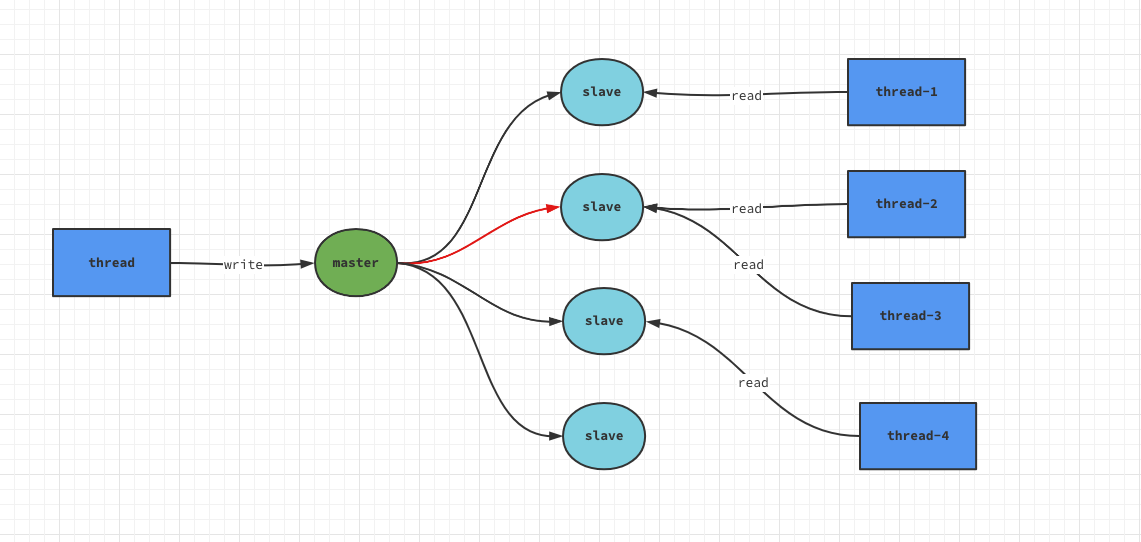 thread
write
master
slave
read
thread-1
slave
read
thread-2
read
thread-3
slave
read
thread-4
slave